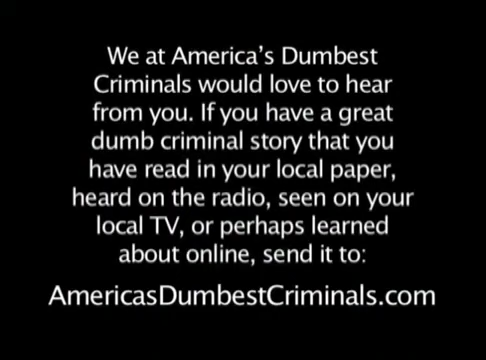 We at America's Dumbest
Criminals would love to hear
from you. If you have a great
dumb criminal story that you
have read in your local paper,
heard on the radio, seen on your
local TV, or perhaps learned
about online, send it to:
AmericasDumbestCriminals.com